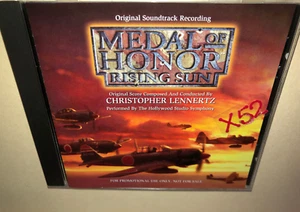 Original Soundtrack Recording
MEDAL OF
HONOR
RISING SUN
Original Score Composed And Conducted By
CHRISTOPHER LENNERTZ
Performed By The Hollywood Studio Symphony
X52
FOR PROMOTIONAL USE ONLY, NOT FOR SALE